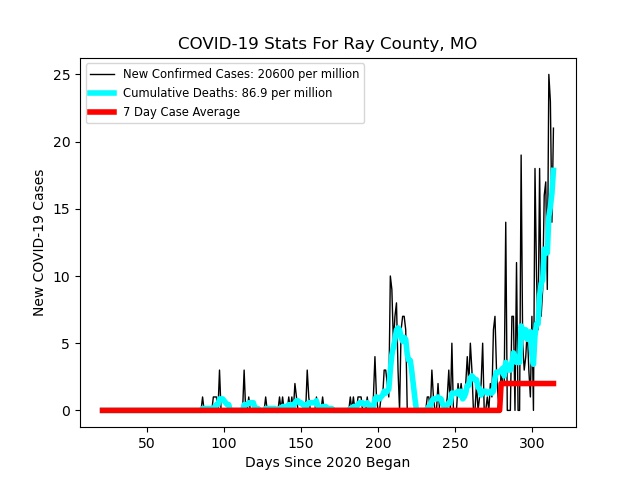 COVID-19 Stats For Ray County, MO
New Confirmed Cases: 20600 per million
Cumulative Deaths: 86.9 per million
7 Day Case Average
New COVID-19 Cases
25
20
15
10
5
0
50 100 150 200 250 300
Days Since 2020 Began